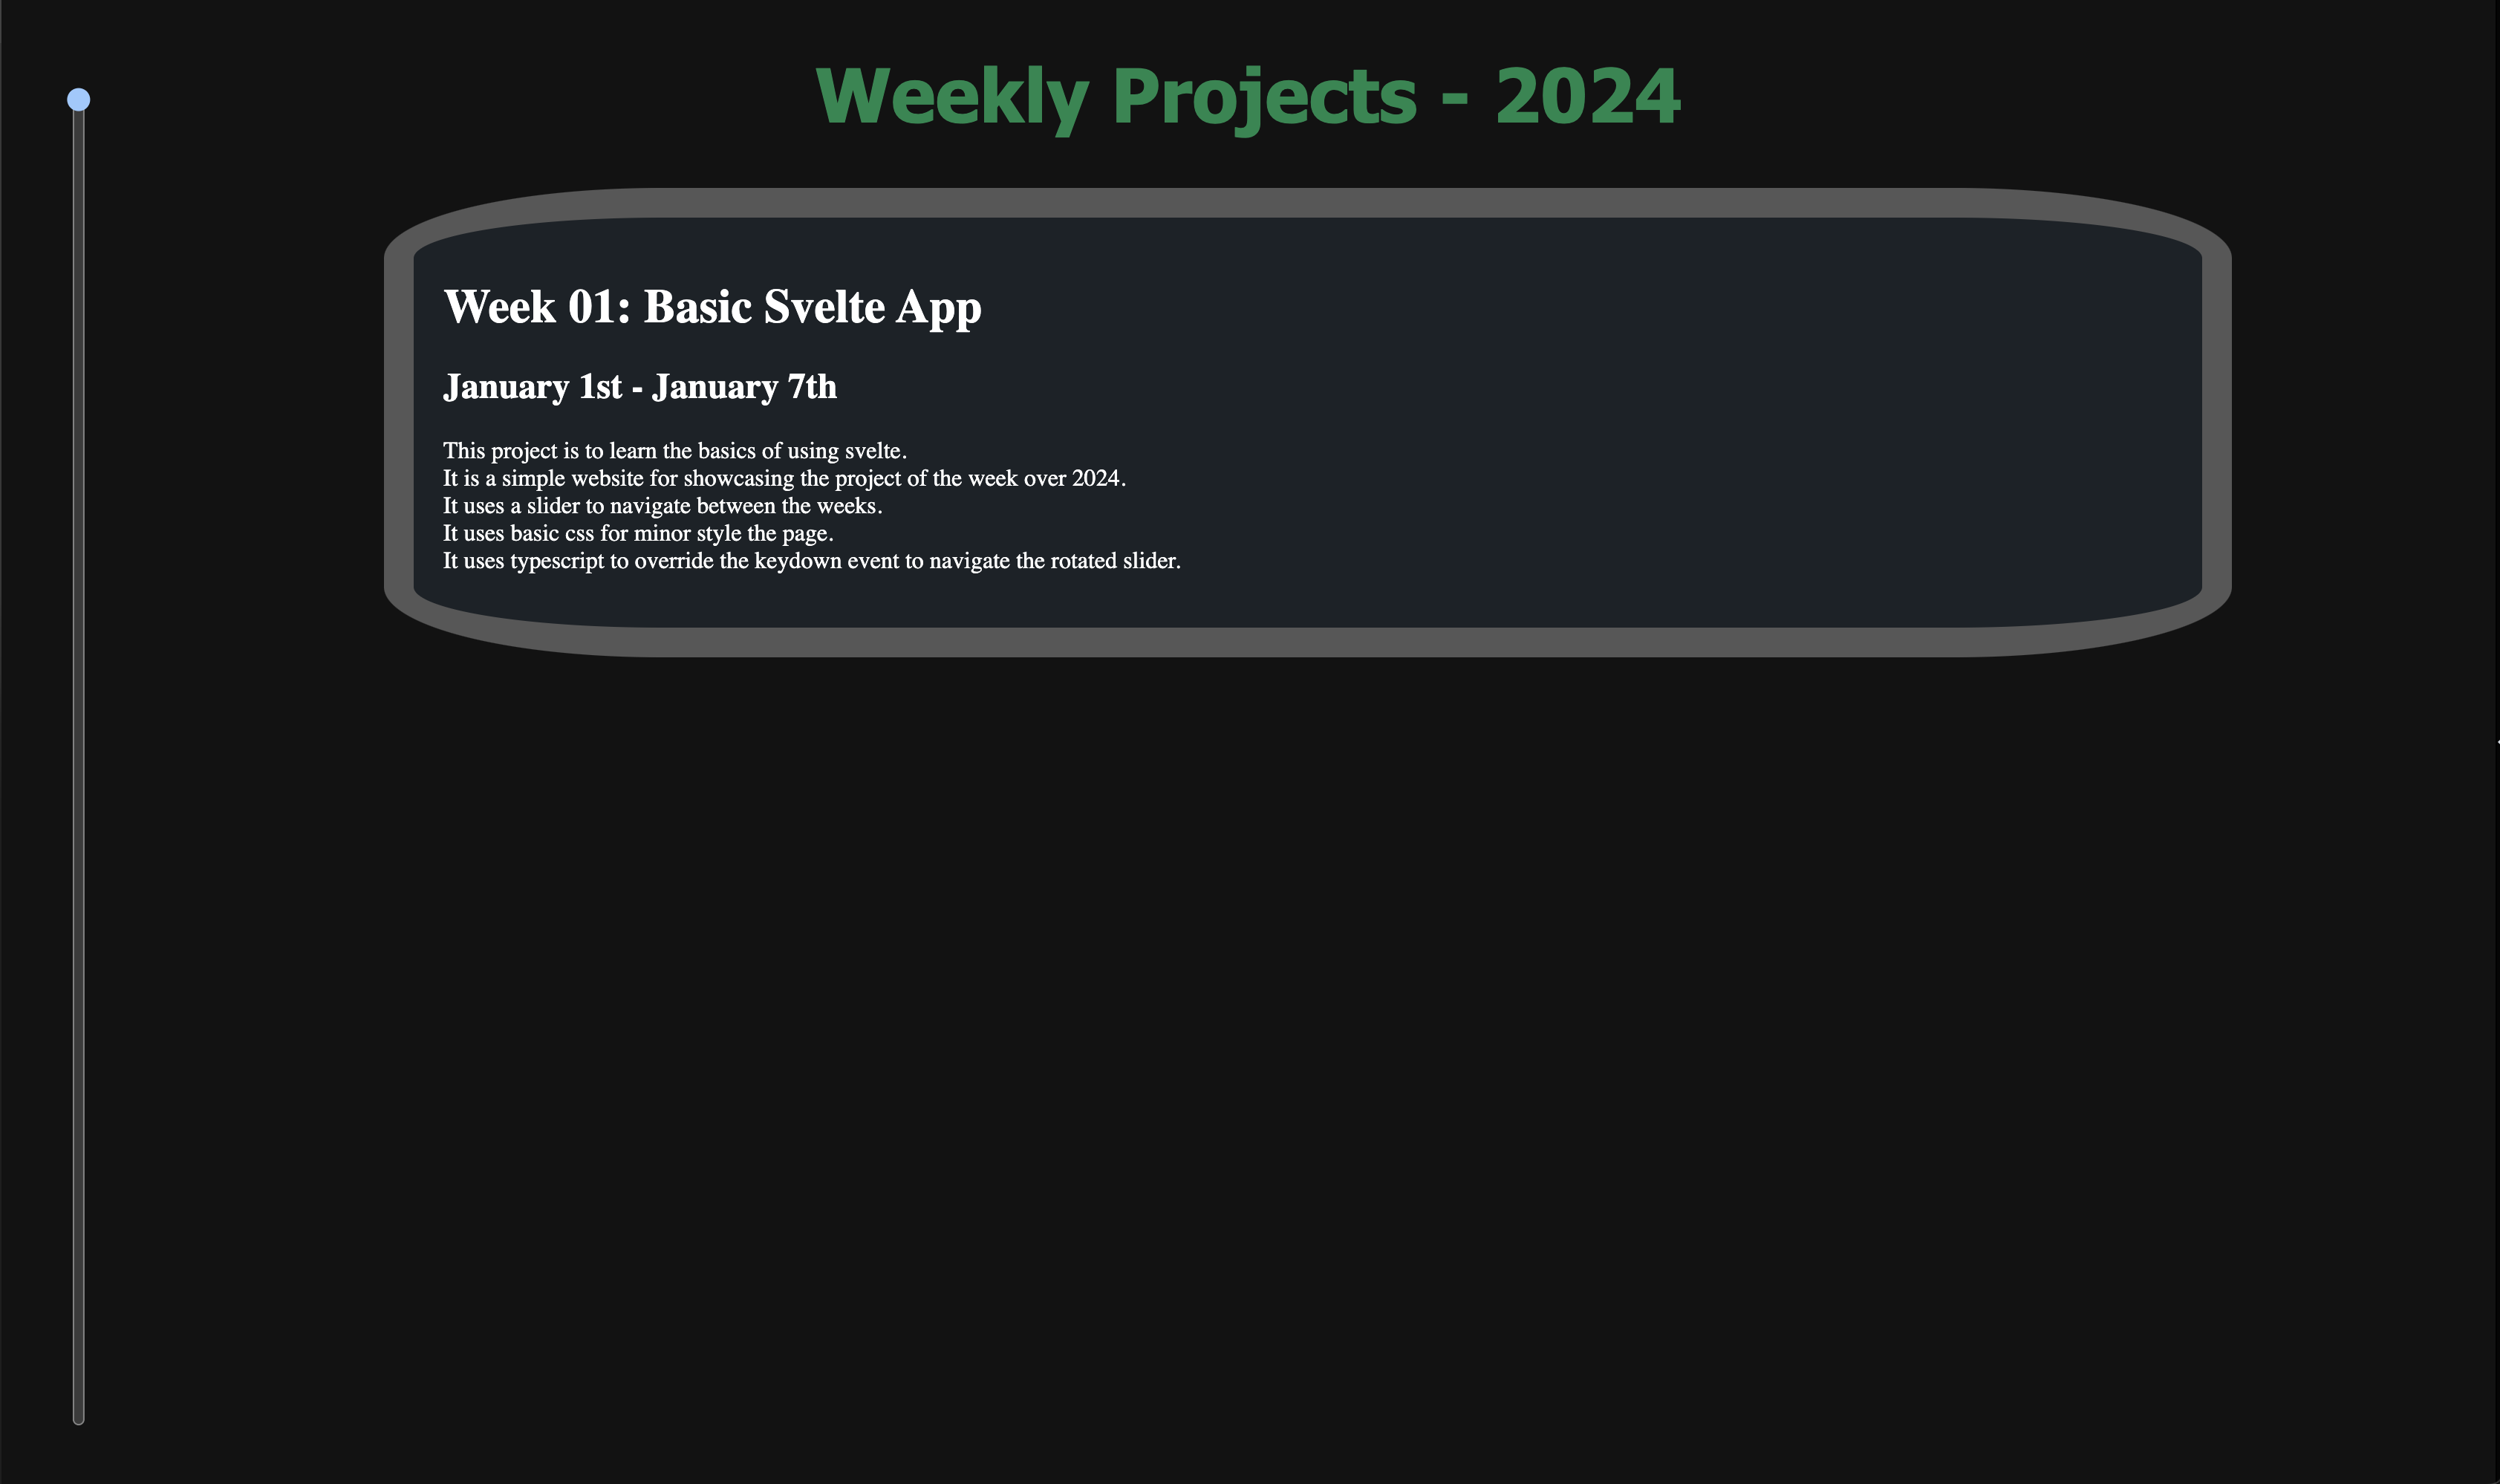 Weekly Projects - 2024
Week 01: Basic Svelte App
January 1st - January 7th
This project is to learn the basics of using svelte.
It is a simple website for showcasing the project of the week over 2024.
It uses a slider to navigate between the weeks.
It uses basic css for minor style the page.
It uses typescript to override the keydown event to navigate the rotated slider.